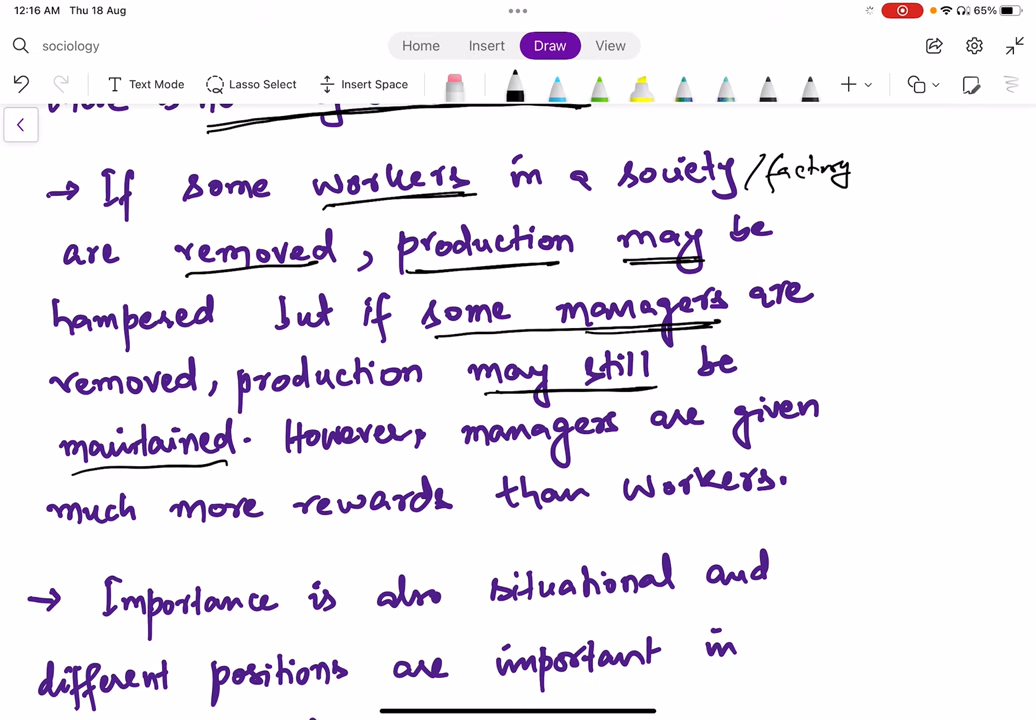 12:16 AM Thu 18 Aug
65%
sociology
Home Insert Draw View
Text Mode Lasso Select Insert Space
→ If some workers in a society/factory
are removed, production may be
hampered but if some managers are
removed, production may still be
maintained. However, managers are given
much more rewards than workers.
→ Importance is also situational and
different positions are important in